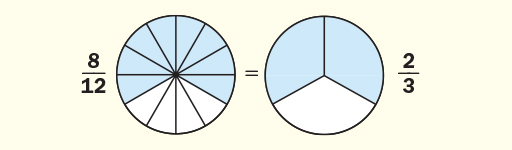 8/12 = 2/3